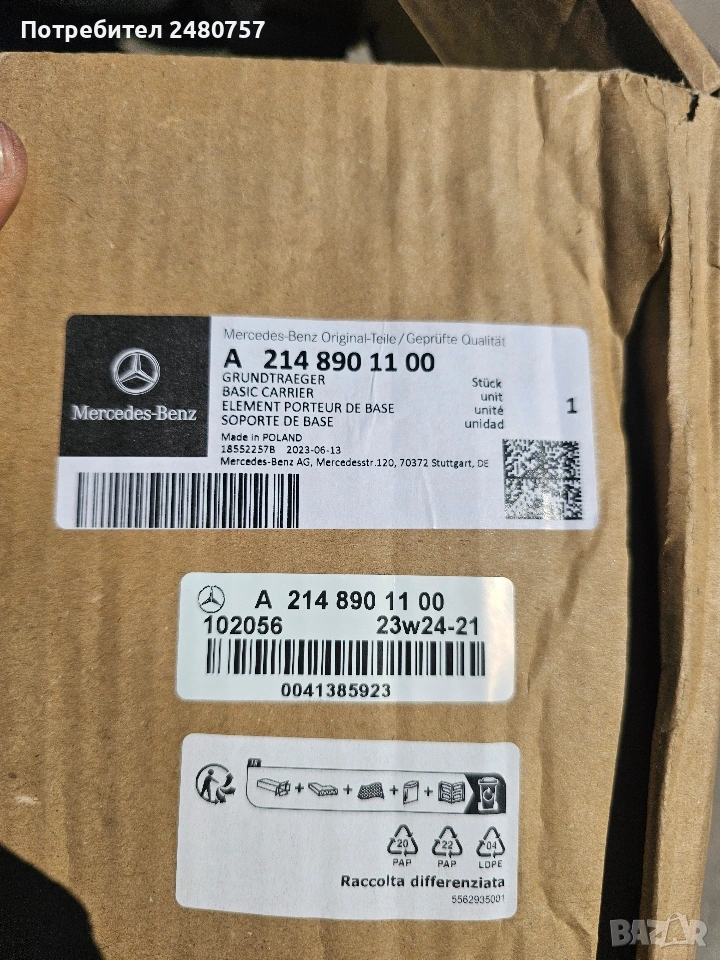 Потребител 2480757
Mercedes-Benz Original-Teile/Geprüfte Qualität
A 214 890 11 00
GRUNDTRAEGER
BASIC CARRIER
ELEMENT PORTEUR DE BASE
SOPORTE DE BASE
Stück
unit
unité
unidad
1
Mercedes-Benz
Made in POLAND
18552257B 2023-06-13
Mercedes-Benz AG, Mercedesstr.120, 70372 Stuttgart, DE
A 214 890 11 00
102056 23w24-21
0041385923
20 22 04
PAP PAP LDPE
Raccolta differenziata
5562935001
BAZAR